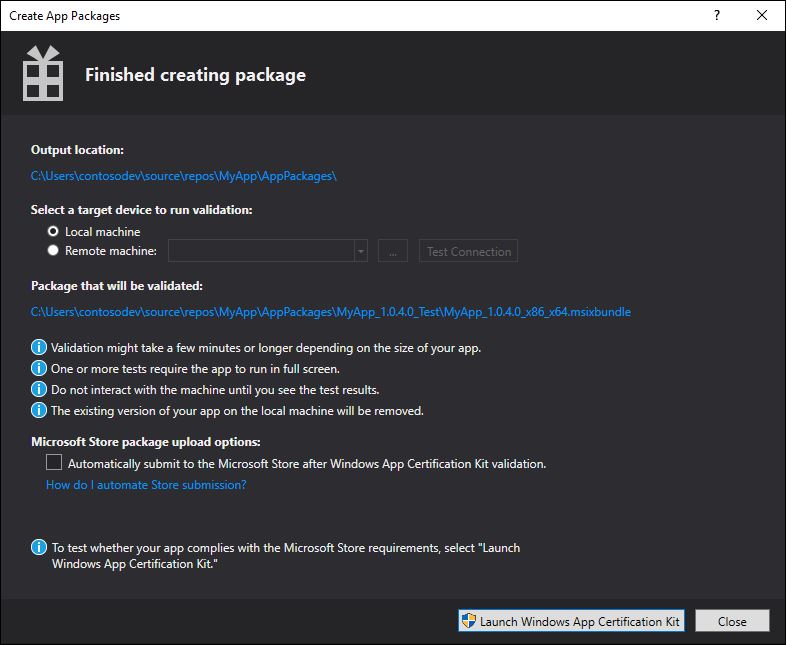 Create App Packages
?
Finished creating package
Output location:
C:\Users\contosodev\source\repos\MyApp\AppPackages\
Select a target device to run validation:
Local machine
Remote machine:
...
Test Connection
Package that will be validated:
C:\Users\contosodev\source\repos\MyApp\AppPackages\MyApp_1.0.4.0_Test\MyApp_1.0.4.0_x86_x64.msixbundle
Validation might take a few minutes or longer depending on the size of your app.
One or more tests require the app to run in full screen.
Do not interact with the machine until you see the test results.
The existing version of your app on the local machine will be removed.
Microsoft Store package upload options:
Automatically submit to the Microsoft Store after Windows App Certification Kit validation.
How do I automate Store submission?
To test whether your app complies with the Microsoft Store requirements, select "Launch
Windows App Certification Kit."
Launch Windows App Certification Kit
Close